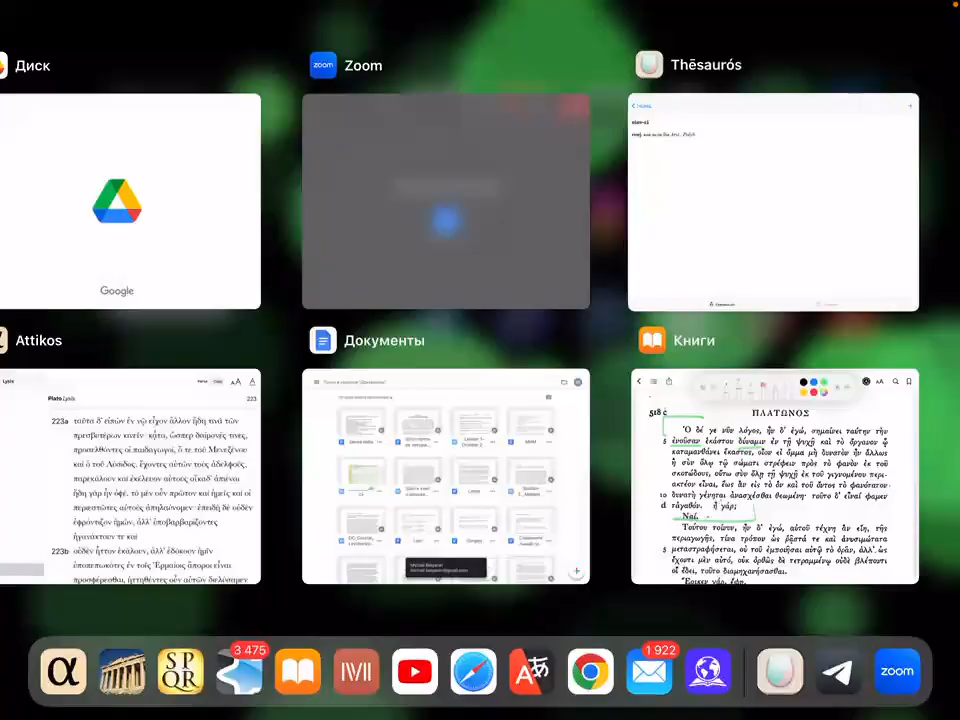 Диск
Zoom
Thēsaurós
zoom
Google
Attikos
Документы
Книги
Plato Lysis.
223
223a ταῦτα δ' εἰπὼν ἐν νῷ εἶχον ἄλλον ἤδη τινὰ τῶν
πρεσβυτέρων κινεῖν· κᾆτα, ὥσπερ δαίμονές τινες,
προσελθόντες οἱ παιδαγωγοί, ὅ τε τοῦ Μενεξένου
καὶ ὁ τοῦ Λύσιδος, ἔχοντες αὐτῶν τοὺς ἀδελφούς,
παρεκάλουν καὶ ἐκέλευον αὐτοὺς οἴκαδ' ἀπιέναι·
ἤδη γὰρ ἦν ὀψέ. τὸ μὲν οὖν πρῶτον καὶ ἡμεῖς καὶ οἱ
περιεστῶτες αὐτοὺς ἀπηλαύνομεν· ἐπειδὴ δὲ οὐδὲν
ἐφρόντιζον ἡμῶν, ἀλλ' ὑποβαρβαρίζοντες
ἠγανάκτουν τε καὶ
223b οὐδὲν ἧττον ἐκάλουν, ἀλλ' ἐδόκουν ἡμῖν
ὑποπεπωκότες ἐν τοῖς Ἑρμαίοις ἄποροι εἶναι
προσφέρεσθαι, ἡττηθέντες οὖν αὐτῶν διελύσαμεν
518 c
ΠΛΑΤΩΝΟΣ
Ὁ δέ γε νῦν λόγος, ἦν δ' ἐγώ, σημαίνει ταύτην τὴν
5 ἐνοῦσαν ἑκάστου δύναμιν ἐν τῇ ψυχῇ καὶ τὸ ὄργανον ᾧ
καταμανθάνει ἕκαστος, οἷον εἰ ὄμμα μὴ δυνατὸν ἦν ἄλλως
ἢ σὺν ὅλῳ τῷ σώματι στρέφειν πρὸς τὸ φανὸν ἐκ τοῦ
σκοτώδους, οὕτω σὺν ὅλῃ τῇ ψυχῇ ἐκ τοῦ γιγνομένου περι-
ακτέον εἶναι, ἕως ἂν εἰς τὸ ὂν καὶ τοῦ ὄντος τὸ φανότατον
10 δυνατὴ γένηται ἀνασχέσθαι θεωμένη· τοῦτο δ' εἶναί φαμεν
d τἀγαθόν. ἦ γάρ;
Ναί.
Τούτου τοίνυν, ἦν δ' ἐγώ, αὐτοῦ τέχνη ἂν εἴη, τῆς
περιαγωγῆς, τίνα τρόπον ὡς ῥᾷστά τε καὶ ἀνυσιμώτατα
5 μεταστραφήσεται, οὐ τοῦ ἐμποιῆσαι αὐτῷ τὸ ὁρᾶν, ἀλλ' ὡς
ἔχοντι μὲν αὐτό, οὐκ ὀρθῶς δὲ τετραμμένῳ οὐδὲ βλέποντι
οἷ ἔδει, τοῦτο διαμηχανήσασθαι.
Ἔοικεν γάρ, ἔφη.
α
SP
QR
3 475
1 922
zoom